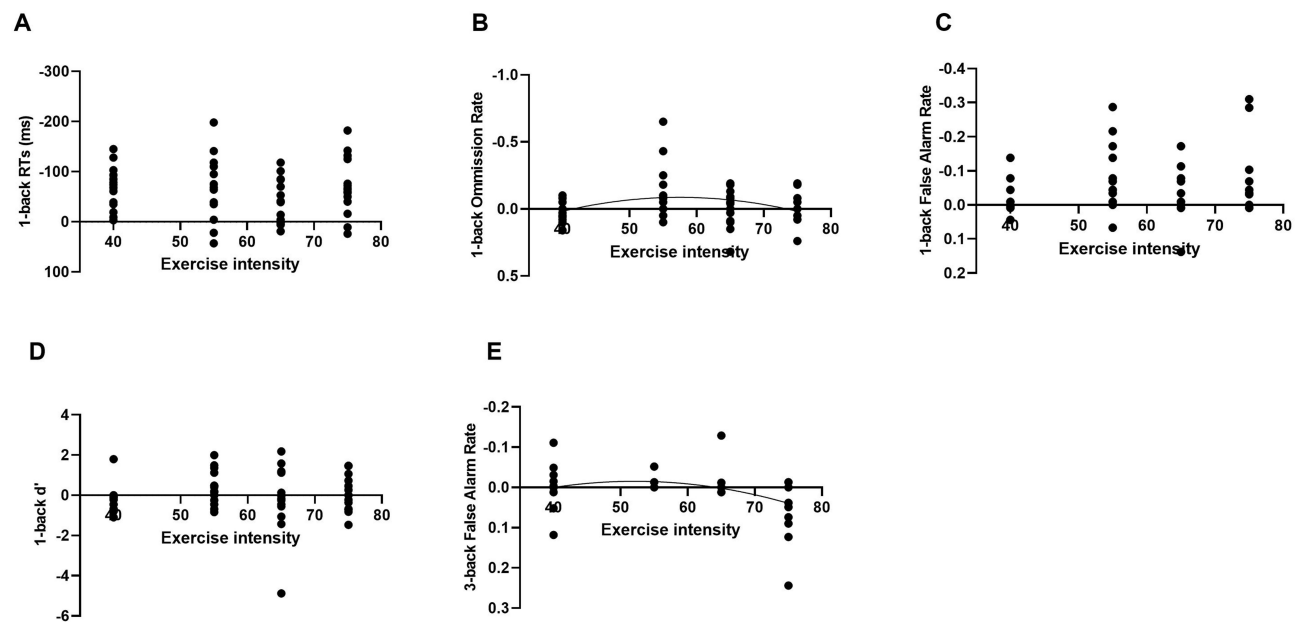 A
1-back RTs (ms)
-300
-200
-100
0
100
40 50 60 70 80
Exercise intensity
B
1-back Ommission Rate
-1.0
-0.5
0.0
0.5
40 50 60 70 80
Exercise intensity
C
1-back False Alarm Rate
-0.4
-0.3
-0.2
-0.1
0.0
0.1
0.2
40 50 60 70 80
Exercise intensity
D
1-back d'
4
2
0
-2
-4
-6
40 50 60 70 80
Exercise intensity
E
3-back False Alarm Rate
-0.2
-0.1
0.0
0.1
0.2
0.3
40 50 60 70 80
Exercise intensity